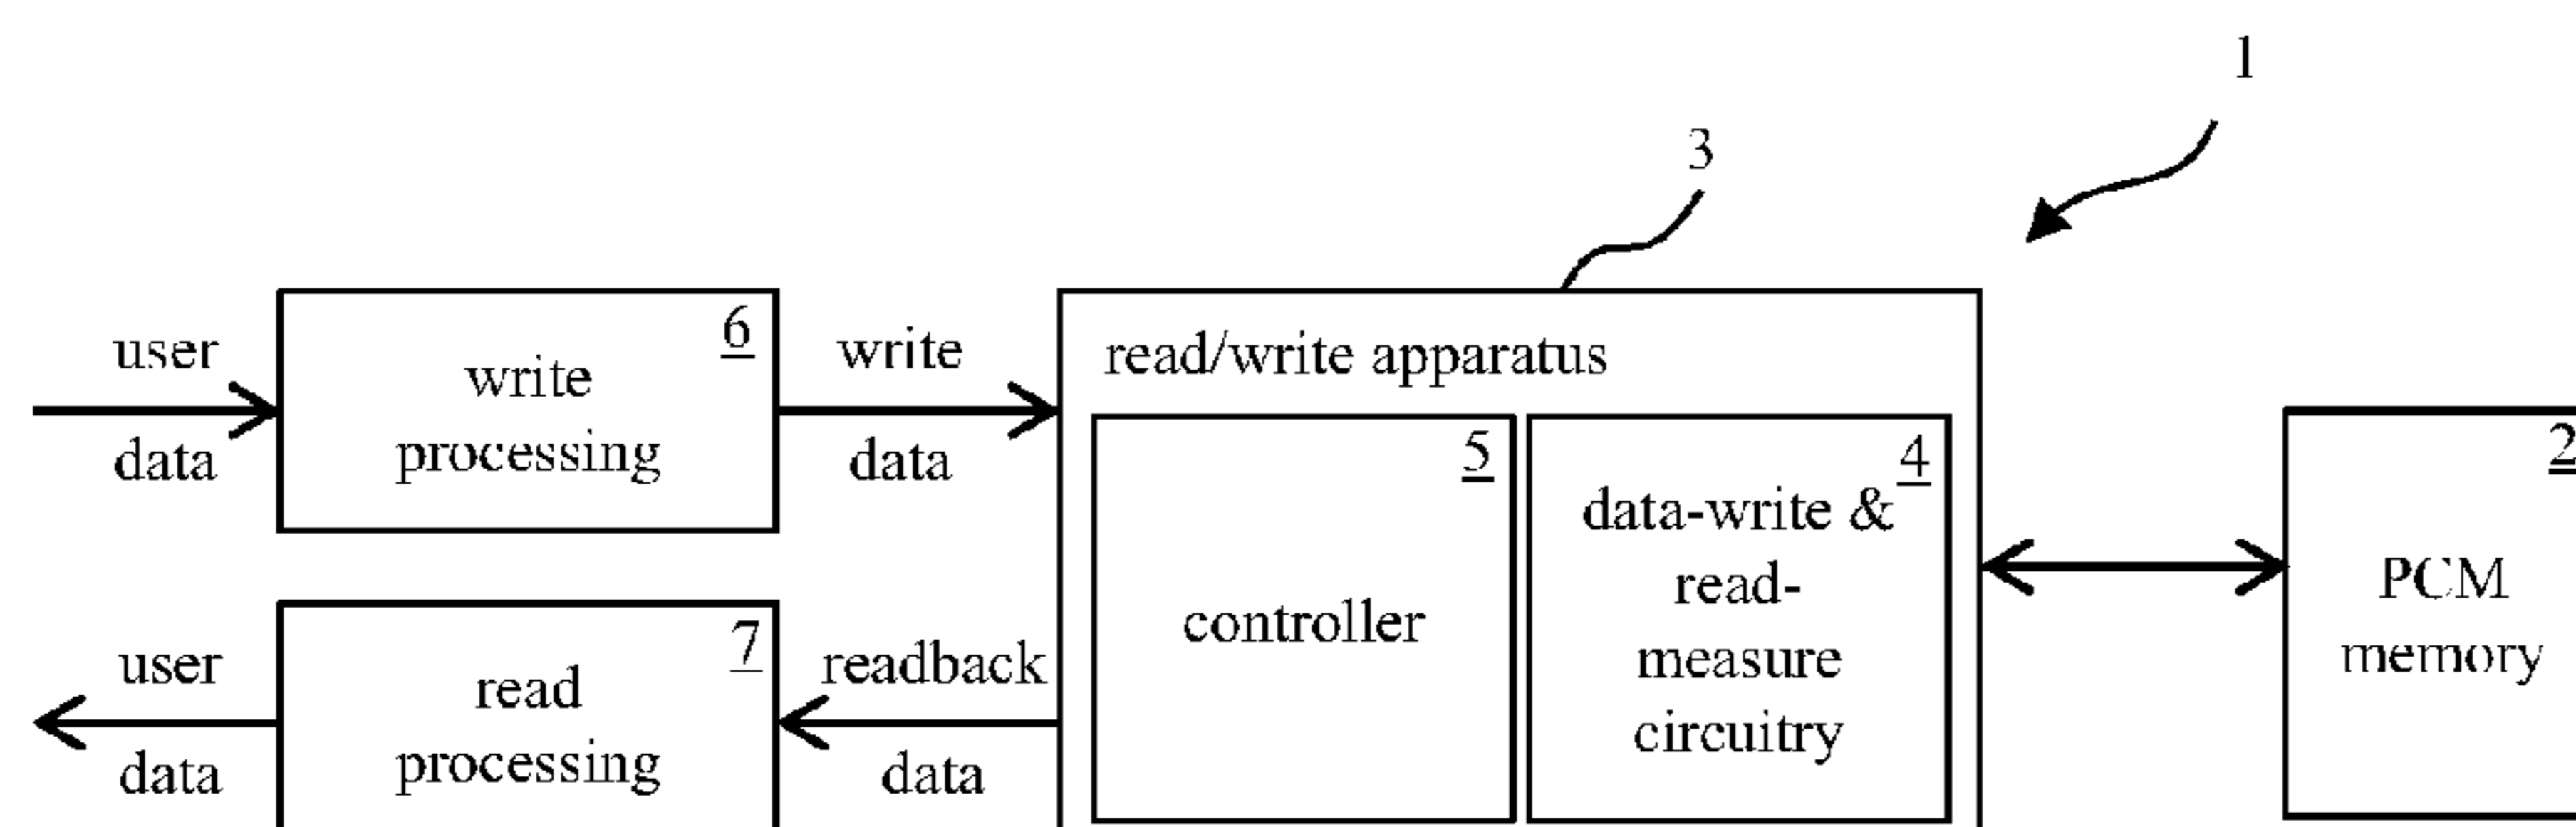 1
3
user
data
6
write
processing
write
data
read/write apparatus
5
controller
4
data-write &
read-
measure
circuitry
2
PCM
memory
user
data
7
read
processing
readback
data